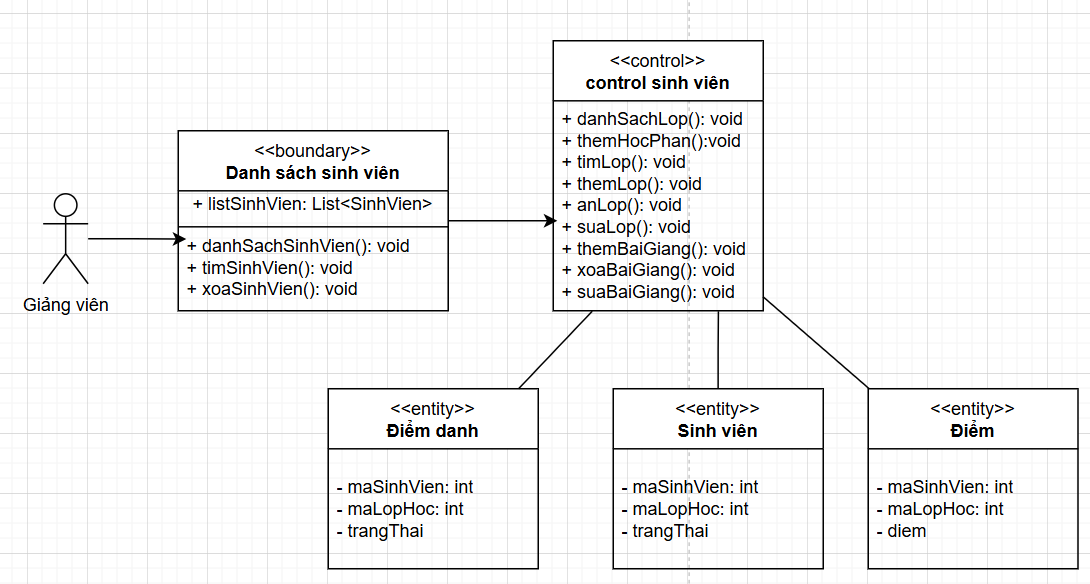 <<control>>
control sinh viên
+ danhSachLop(): void
+ themHocPhan():void
+ timLop(): void
+ themLop(): void
+ anLop(): void
+ suaLop(): void
+ themBaiGiang(): void
+ xoaBaiGiang(): void
+ suaBaiGiang(): void
<<boundary>>
Danh sách sinh viên
+ listSinhVien: List<SinhVien>
+ danhSachSinhVien(): void
+ timSinhVien(): void
+ xoaSinhVien(): void
Giảng viên
<<entity>>
Điểm danh
- maSinhVien: int
- maLopHoc: int
- trangThai
<<entity>>
Sinh viên
- maSinhVien: int
- maLopHoc: int
- trangThai
<<entity>>
Điểm
- maSinhVien: int
- maLopHoc: int
- diem